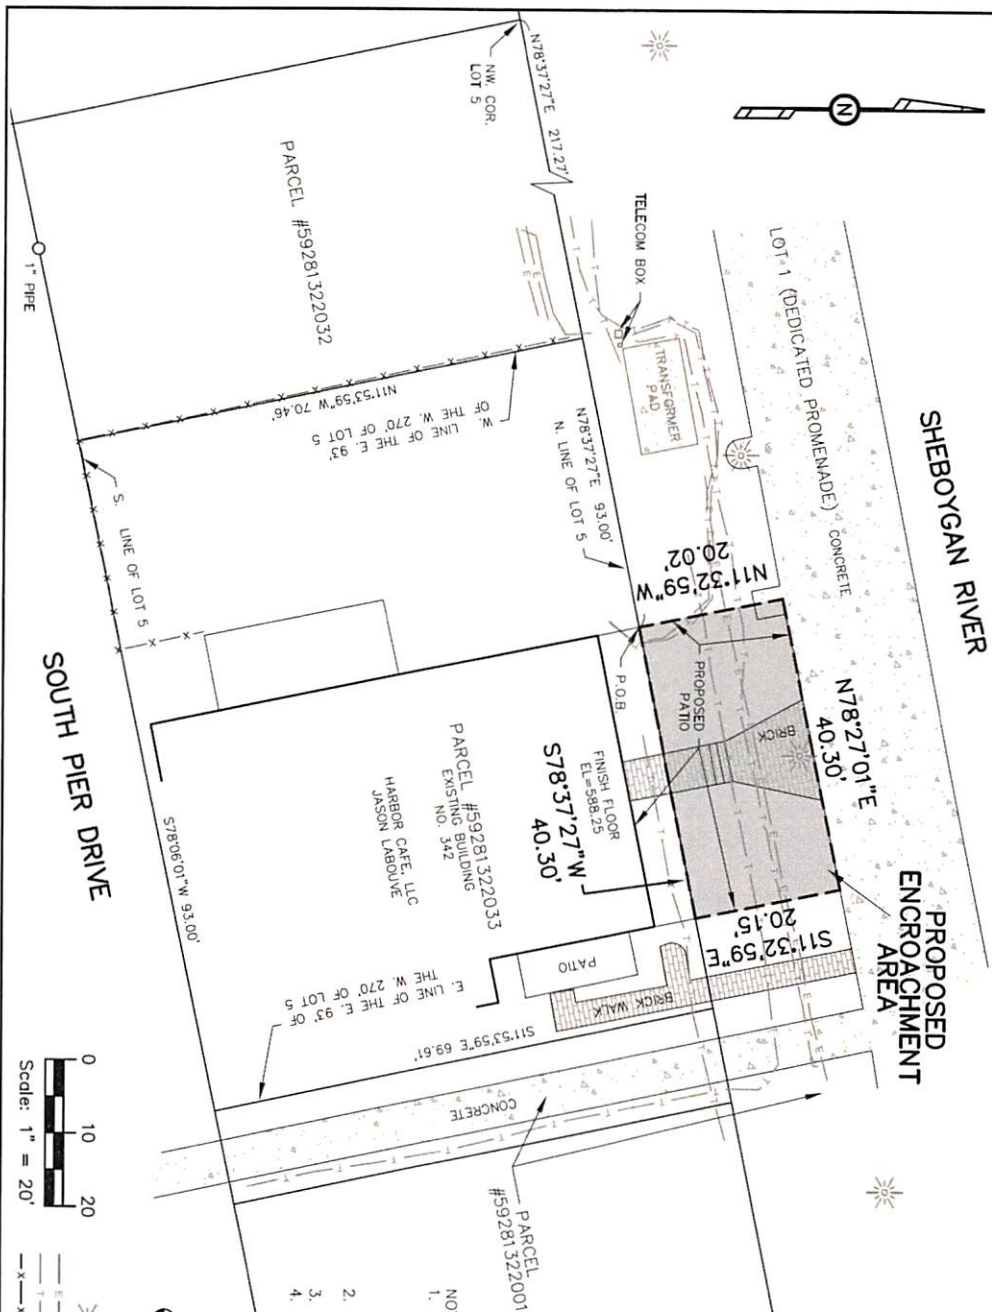 SHEBOYGAN RIVER
N
N78°37'27"E 217.27'
NW. COR.
LOT 5
PARCEL #59281322032
1" PIPE
TELECOM BOX
TRANSFORMER
PAD
LOT 1 (DEDICATED PROMENADE)
CONCRETE
N78°37'27"E 93.00'
N. LINE OF LOT 5
N11°53'59"W 70.46'
W. LINE OF THE E. 93'
OF THE W. 270' OF LOT 5
S. LINE OF LOT 5
N11°32'59"W
20.02'
N78°27'01"E
40.30'
PROPOSED
ENCROACHMENT
AREA
BRICK
PROPOSED
PATIO
P.O.B.
S78°37'27"W
40.30'
S11°32'59"E
20.15'
FINISH FLOOR
EL=588.25
PARCEL #59281322033
EXISTING BUILDING
NO. 342
HARBOR CAFE, LLC
JASON LABOUVE
PATIO
BRICK WALK
S11°53'59"E 69.61'
E. LINE OF THE E. 93' OF
THE W. 270' OF LOT 5
S78°06'01"W 93.00'
SOUTH PIER DRIVE
CONCRETE
PARCEL
#59281322001
0 10 20
Scale: 1" = 20'
E
T
x x
NO
1.
2.
3.
4.